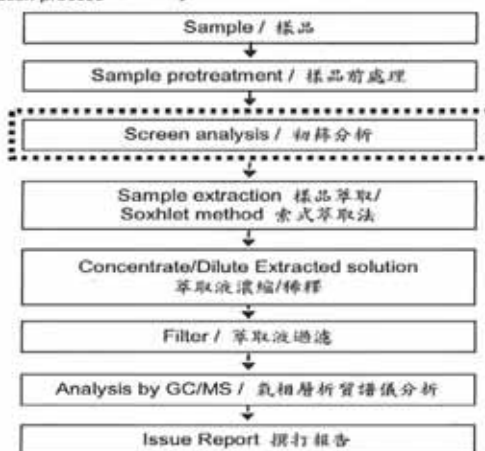 process
Sample / 樣品
Sample pretreatment / 樣品前處理
Screen analysis / 初篩分析
Sample extraction 樣品萃取/
Soxhlet method 索式萃取法
Concentrate/Dilute Extracted solution
萃取液濃縮/稀釋
Filter / 萃取液過濾
Analysis by GC/MS / 氣相層析質譜儀分析
Issue Report 撰打報告